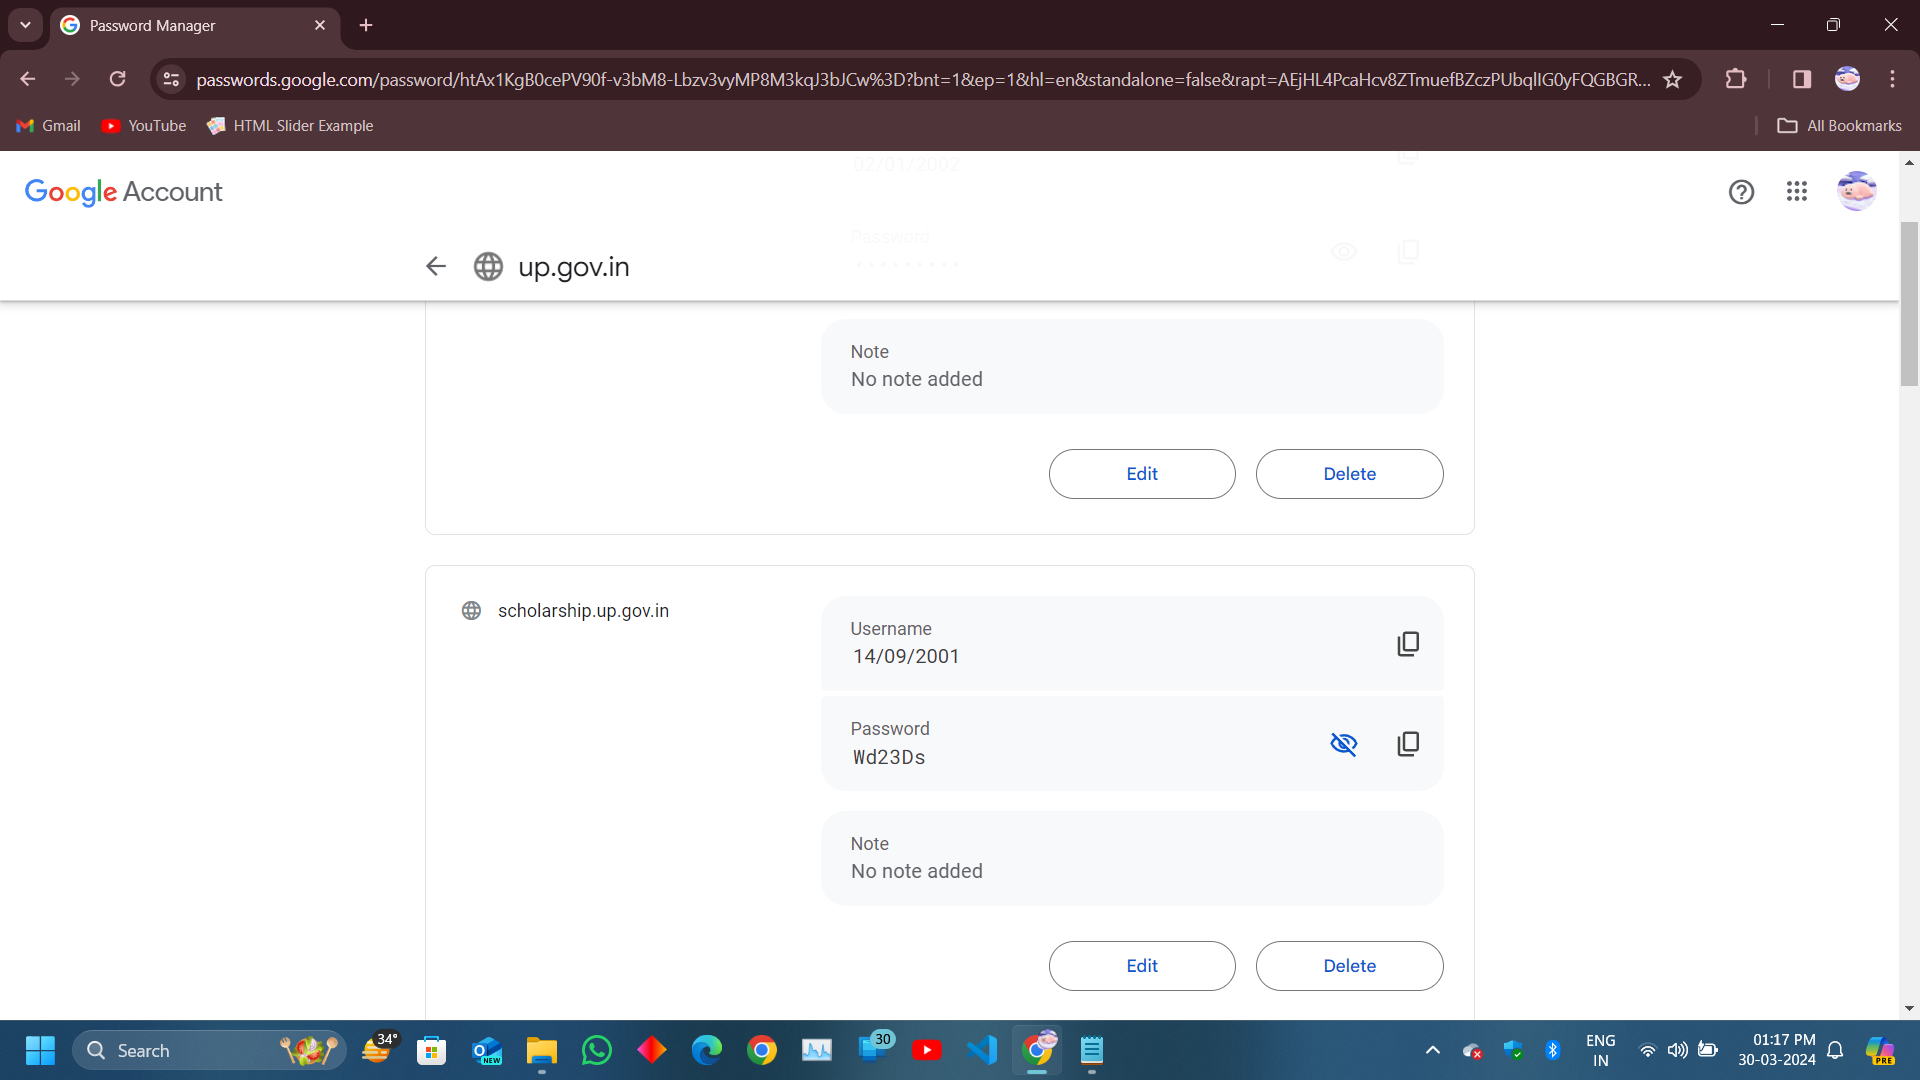 Password Manager
passwords.google.com/password/htAx1KgB0cePV90f-v3bM8-Lbzv3vyMP8M3kqJ3bJCw%3D?bnt=1&ep=1&hl=en&standalone=false&rapt=AEjHL4PcaHcv8ZTmuefBZczPUbqlIG0yFQGBGR...
Gmail YouTube HTML Slider Example All Bookmarks
02/01/2002
Google Account
Password
up.gov.in
Note
No note added
Edit Delete
scholarship.up.gov.in
Username
14/09/2001
Password
Wd23Ds
Note
No note added
Edit Delete
Search
34°
NEW
30
ENG
IN
01:17 PM
30-03-2024
PRE